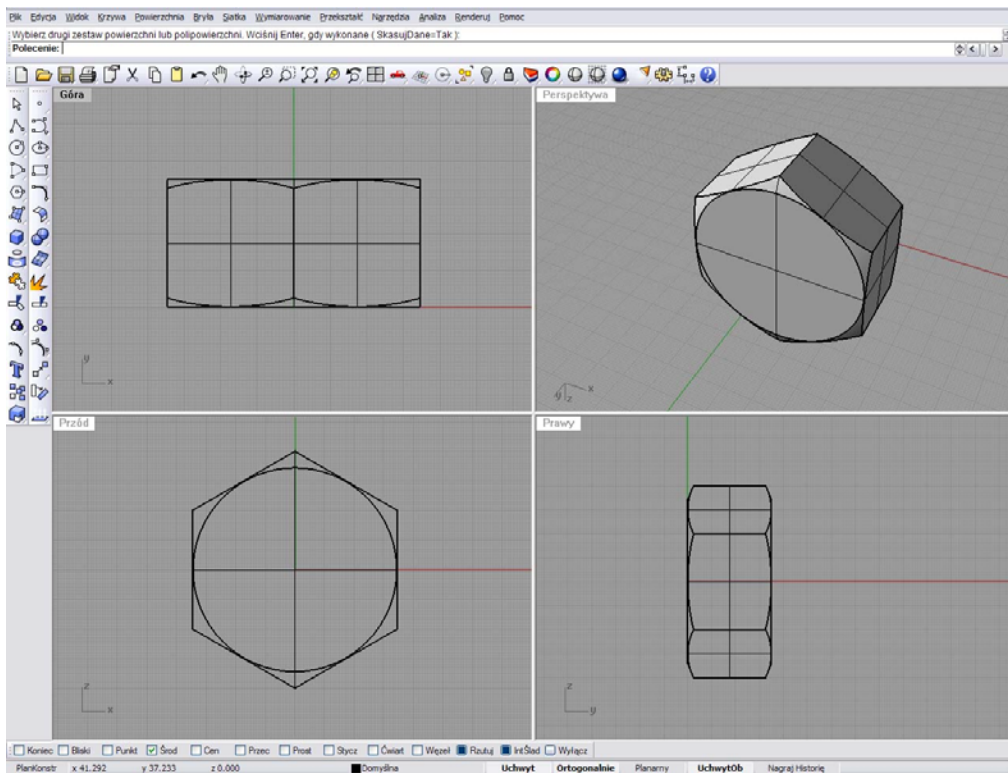 Plik Edycja Widok Krzywa Powierzchnia Bryła Siatka Wymiarowanie Przekształć Narzędzia Analiza Renderuj Pomoc
Wybierz drugi zestaw powierzchni lub polipowierzchni. Wciśnij Enter, gdy wykonane ( SkasujDane=Tak ):
Polecenie:
Góra
Perspektywa
y
x
y
z
x
Przód
Prawy
z
x
z
y
Koniec Bliski Punkt Środ Cen Przec Prost Stycz Ćwiart Węzeł Rzutuj IntŚlad Wyłącz
PłanKonstr x 41.292 y 37.233 z 0.000 Domyślna Uchwyt Ortogonalnie Planarny UchwytOb Nagraj Historię